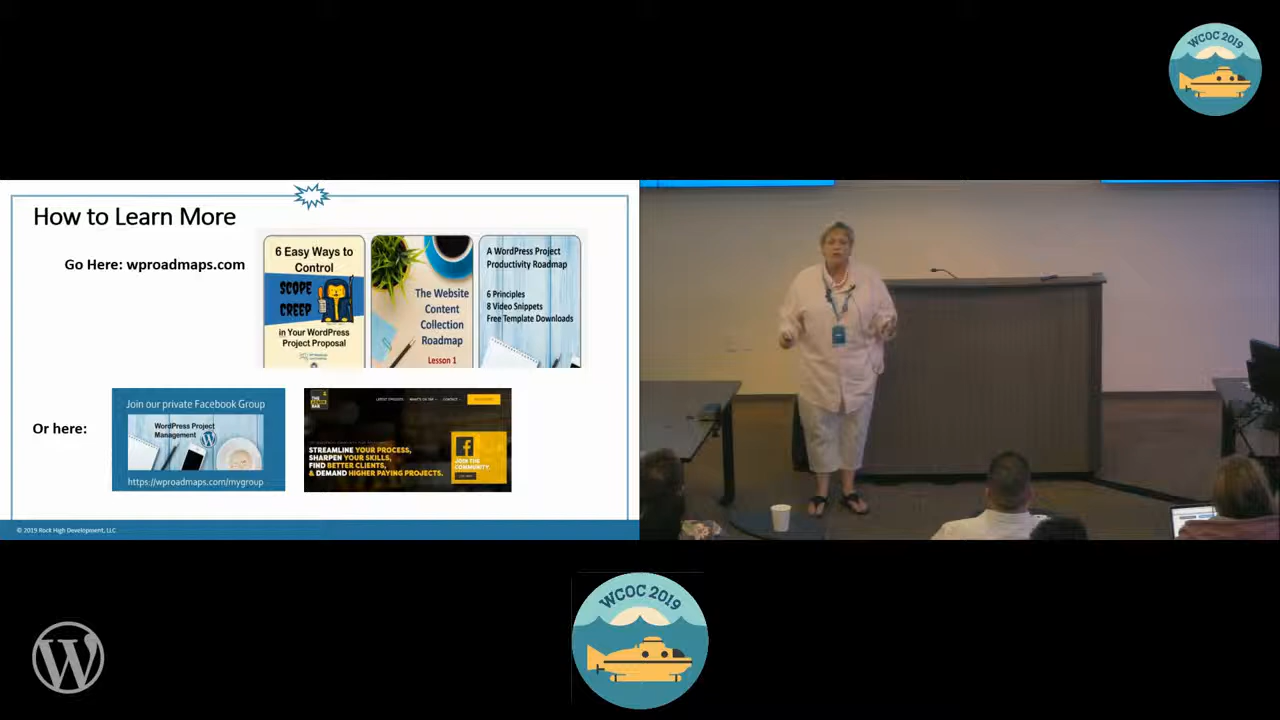 WCOC 2019
How to Learn More
Go Here: wproadmaps.com
6 Easy Ways to
Control
SCOPE
CREEP
in Your WordPress
Project Proposal
The Website
Content
Collection
Roadmap
Lesson 1
A WordPress Project
Productivity Roadmap
6 Principles
8 Video Snippets
Free Template Downloads
Or here:
Join our private Facebook Group
WordPress Project
Management
https://wproadmaps.com/mygroup
THE
ADMIN
BAR
STREAMLINE YOUR PROCESS,
SHARPEN YOUR SKILLS,
FIND BETTER CLIENTS,
& DEMAND HIGHER PAYING PROJECTS.
JOIN THE
COMMUNITY.
© 2019 Rock High Development, LLC
WCOC 2019